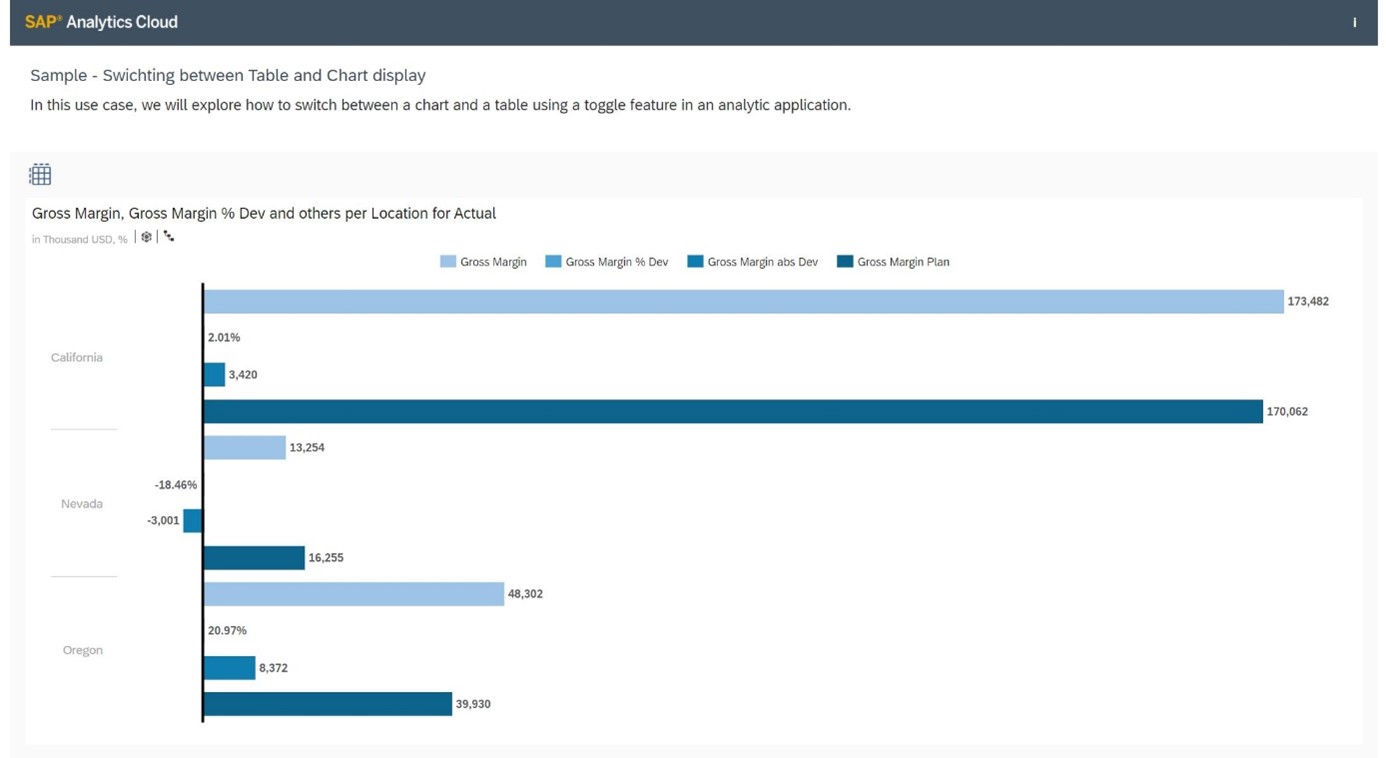 SAP® Analytics Cloud
i
Sample - Swichting between Table and Chart display
In this use case, we will explore how to switch between a chart and a table using a toggle feature in an analytic application.
Gross Margin, Gross Margin % Dev and others per Location for Actual
in Thousand USD, %
Gross Margin Gross Margin % Dev Gross Margin abs Dev Gross Margin Plan
173,482
2.01%
California
3,420
170,062
13,254
-18.46%
Nevada
-3,001
16,255
48,302
20.97%
Oregon
8,372
39,930